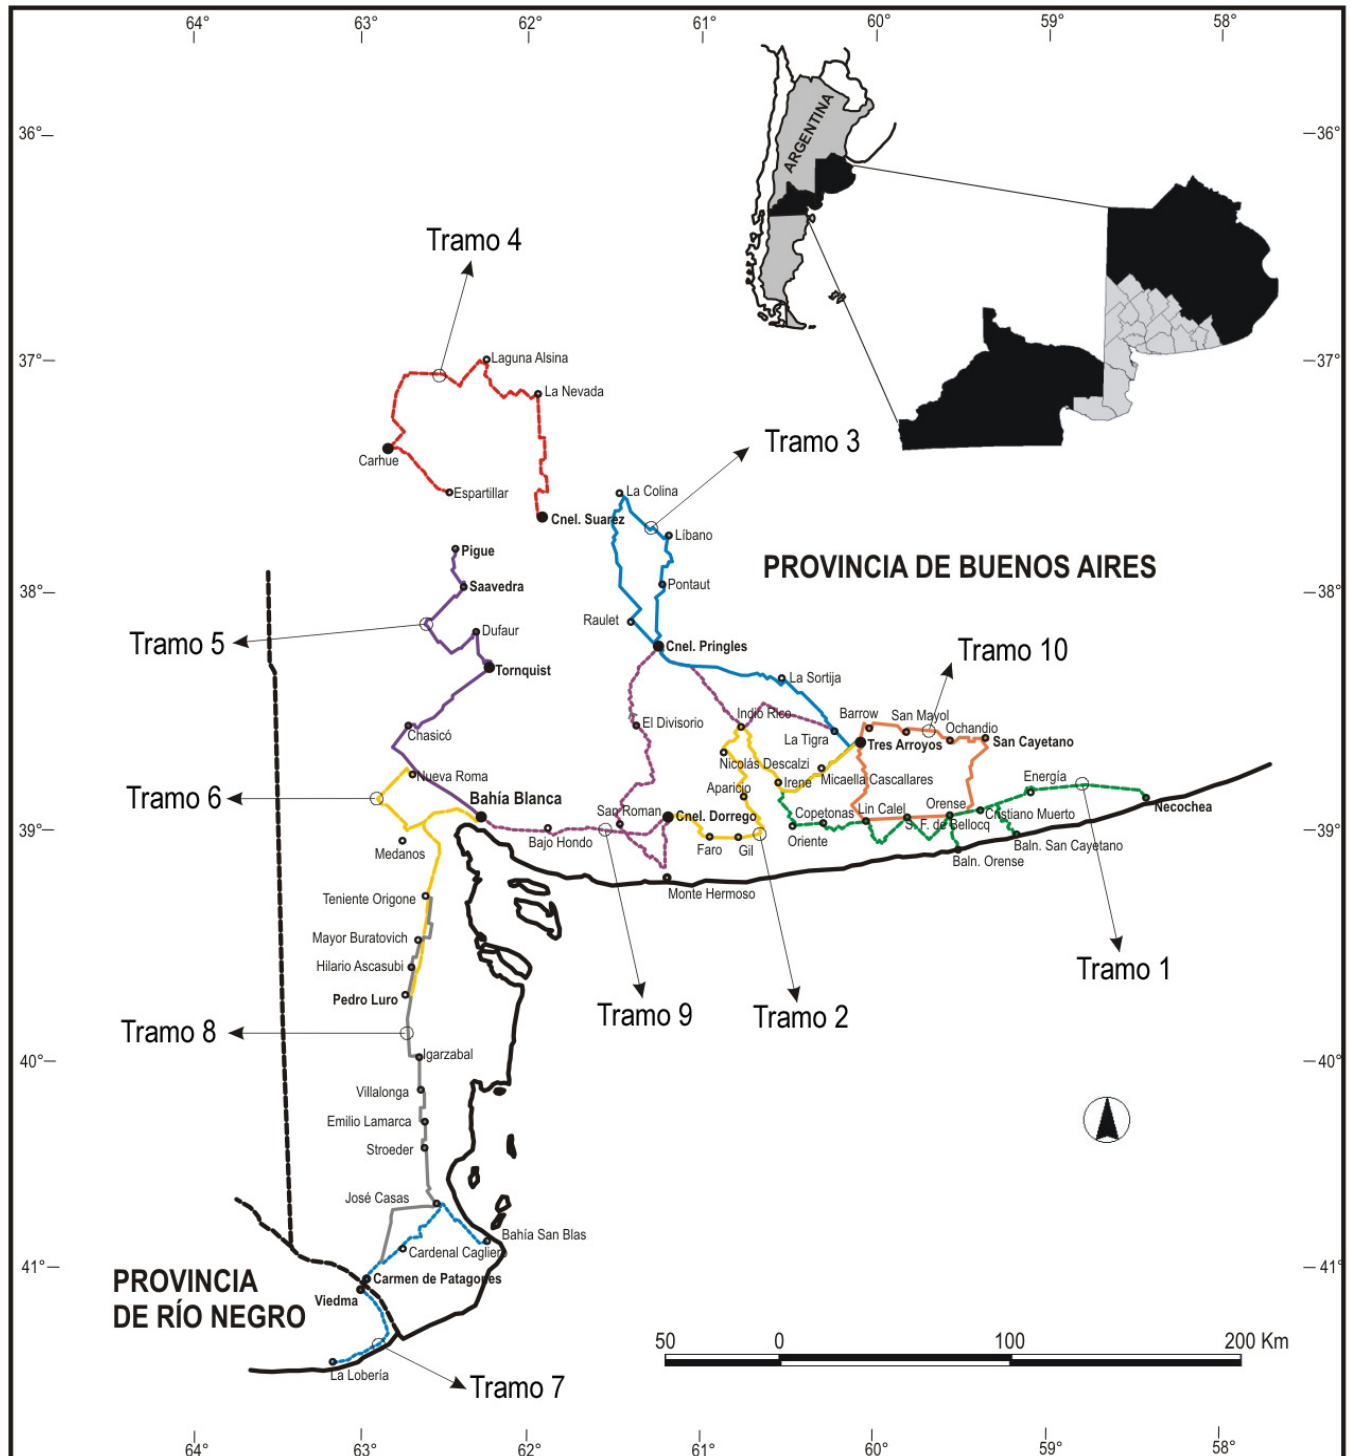 64°
63°
62°
61°
60°
59°
58°
36°
36°
ARGENTINA
Tramo 4
37°
37°
Laguna Alsina
La Nevada
Tramo 3
Carhue
Espartillar
La Colina
Cnel. Suarez
Líbano
Pigue
PROVINCIA DE BUENOS AIRES
Saavedra
Pontaut
38°
38°
Raulet
Tramo 5
Dufaur
Cnel. Pringles
Tramo 10
Tornquist
La Sortija
El Divisorio
Indio Rico
Barrow
San Mayol
Ochandio
Chasicó
La Tigra
Tres Arroyos
San Cayetano
Nicolás Descalzi
Nueva Roma
Irene
Micaella Cascallares
Energía
Tramo 6
Bahía Blanca
Aparicio
San Roman
Cnel. Dorrego
Copetonas
Lin Calel
Orense
Cristiano Muerto
Necochea
39°
39°
S. F. de Bellocq
Bajo Hondo
Oriente
Baln. San Cayetano
Medanos
Faro
Gil
Baln. Orense
Monte Hermoso
Teniente Origone
Mayor Buratovich
Hilario Ascasubi
Tramo 1
Pedro Luro
Tramo 9
Tramo 2
Tramo 8
Igarzabal
40°
40°
Villalonga
Emilio Lamarca
Stroeder
José Casas
Bahía San Blas
Cardenal Cagliero
41°
41°
PROVINCIA
DE RÍO NEGRO
Carmen de Patagones
Viedma
50
0
100
200 Km
La Lobería
Tramo 7
64°
63°
62°
61°
60°
59°
58°